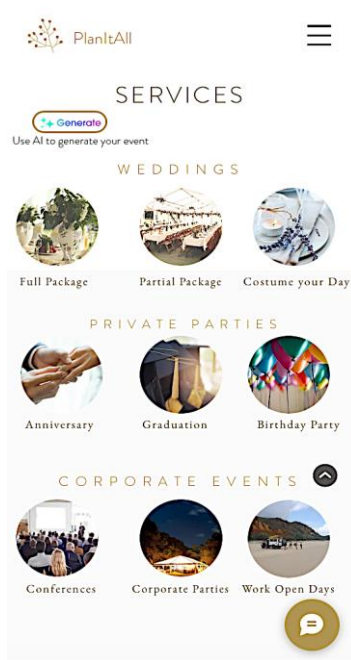 PlanItAll
SERVICES
Generate
Use AI to generate your event
WEDDINGS
Full Package
Partial Package
Costume your Day
PRIVATE PARTIES
Anniversary
Graduation
Birthday Party
CORPORATE EVENTS
Conferences
Corporate Parties
Work Open Days